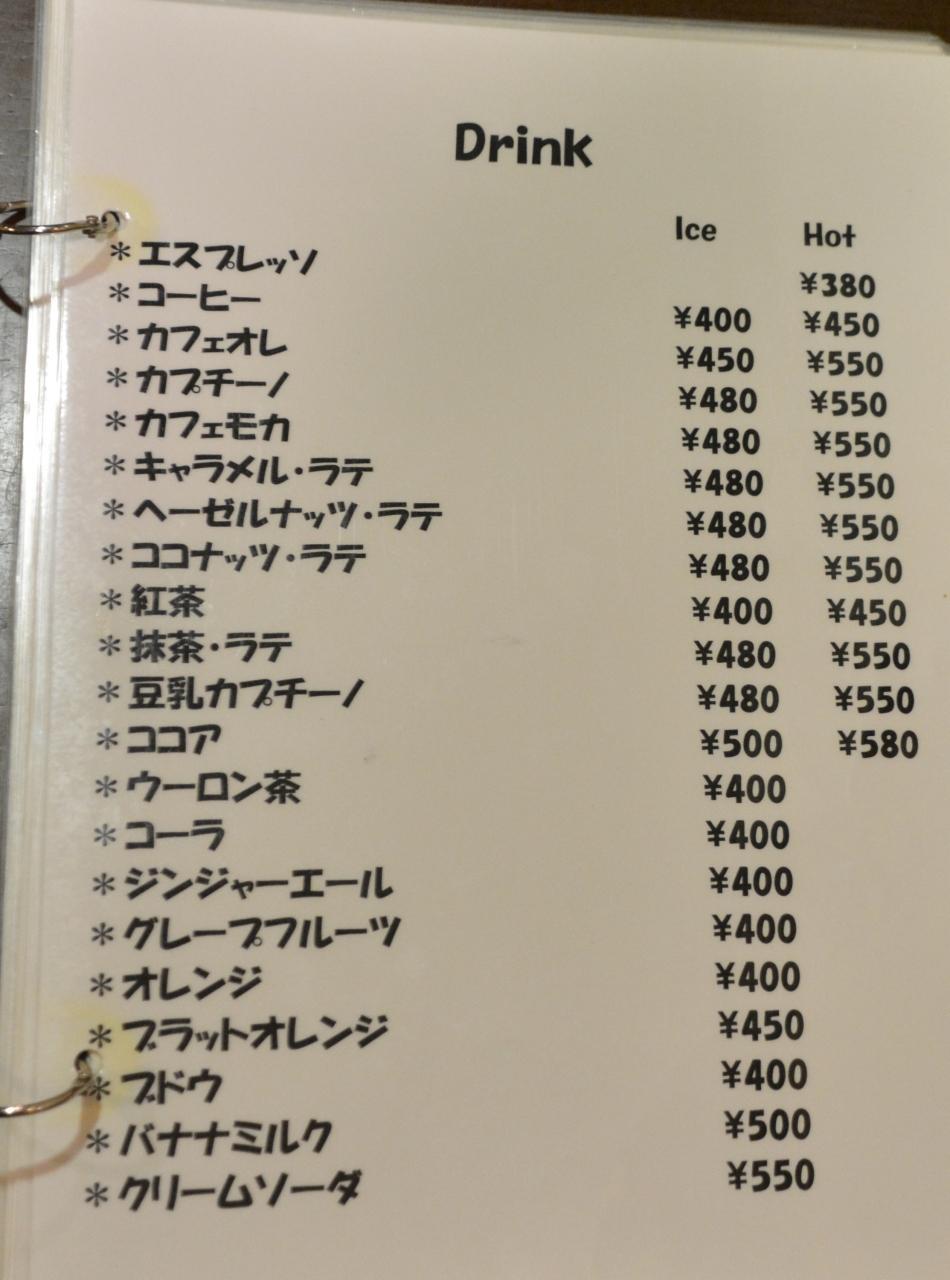 Drink
Ice Hot
*エスプレッソ ¥380
*コーヒー ¥400 ¥450
*カフェオレ ¥450 ¥550
*カプチーノ ¥480 ¥550
*カフェモカ ¥480 ¥550
*キャラメル・ラテ ¥480 ¥550
*ヘーゼルナッツ・ラテ ¥480 ¥550
*ココナッツ・ラテ ¥480 ¥550
*紅茶 ¥400 ¥450
*抹茶・ラテ ¥480 ¥550
*豆乳カプチーノ ¥480 ¥550
*ココア ¥500 ¥580
*ウーロン茶 ¥400
*コーラ ¥400
*ジンジャーエール ¥400
*グレープフルーツ ¥400
*オレンジ ¥400
*ブラットオレンジ ¥450
*ブドウ ¥400
*バナナミルク ¥500
*クリームソーダ ¥550